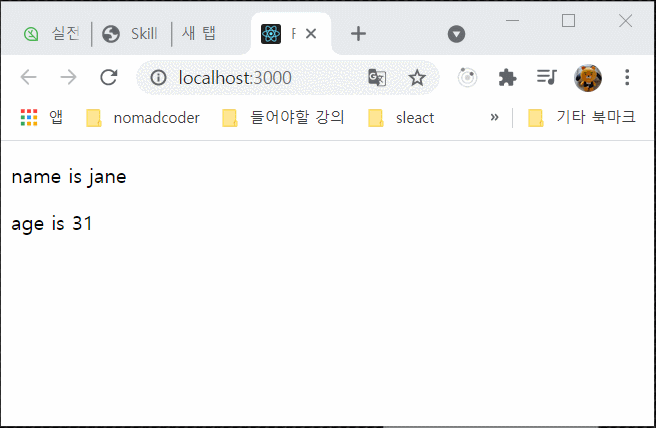 실전 Skill 새 탭 F
localhost:3000
앱 nomadcoder 들어야할 강의 sleact » 기타 북마크
name is jane
age is 31